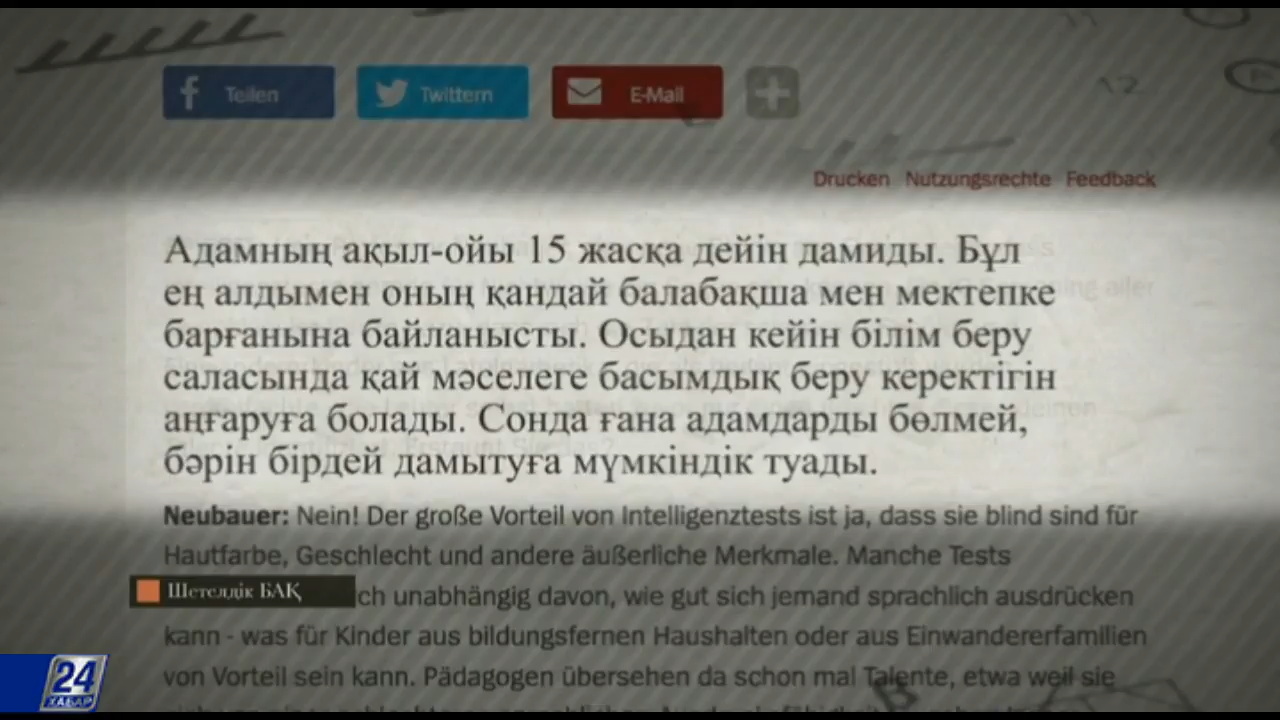 Teilen
Twittern
E-Mail
Drucken Nutzungsrechte Feedback
Адамның ақыл-ойы 15 жасқа дейін дамиды. Бұл
ең алдымен оның қандай балабақша мен мектепке
барғанына байланысты. Осыдан кейін білім беру
саласында қай мәселеге басымдық беру керектігін
аңғаруға болады. Сонда ғана адамдарды бөлмей,
бәрін бірдей дамытуға мүмкіндік туады.
Neubauer: Nein! Der große Vorteil von Intelligenztests ist ja, dass sie blind sind für
Hautfarbe, Geschlecht und andere äußerliche Merkmale. Manche Tests
Шетелдік БАҚ
ch unabhängig davon, wie gut sich jemand sprachlich ausdrücken
kann - was für Kinder aus bildungsfernen Haushalten oder aus Einwandererfamilien
von Vorteil sein kann. Pädagogen übersehen da schon mal Talente, etwa weil sie
24
ХАБАР